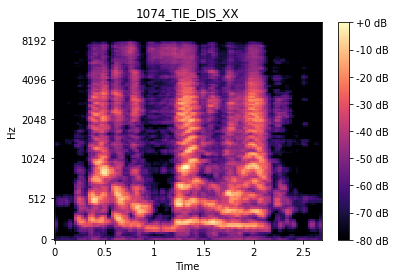 1074_TIE_DIS_XX
8192
4096
2048
1024
512
0
Hz
0
0.5
1
1.5
2
2.5
Time
+0 dB
-10 dB
-20 dB
-30 dB
-40 dB
-50 dB
-60 dB
-70 dB
-80 dB